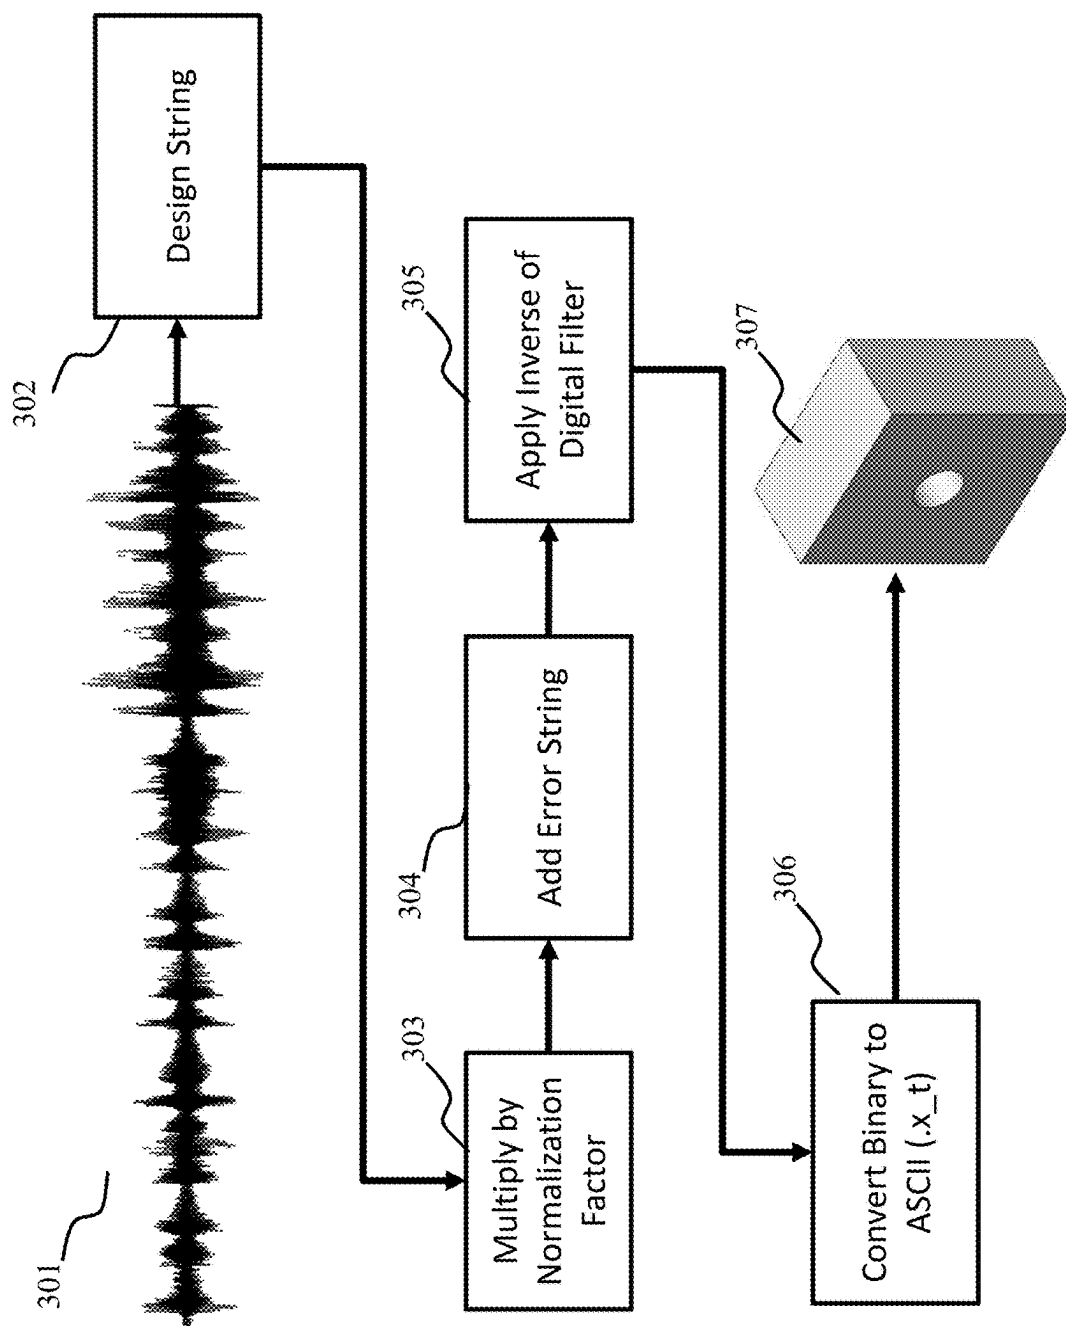 301
302
Design String
303
Multiply by
Normalization
Factor
304
Add Error String
305
Apply Inverse of
Digital Filter
306
Convert Binary to
ASCII (.x_t)
307